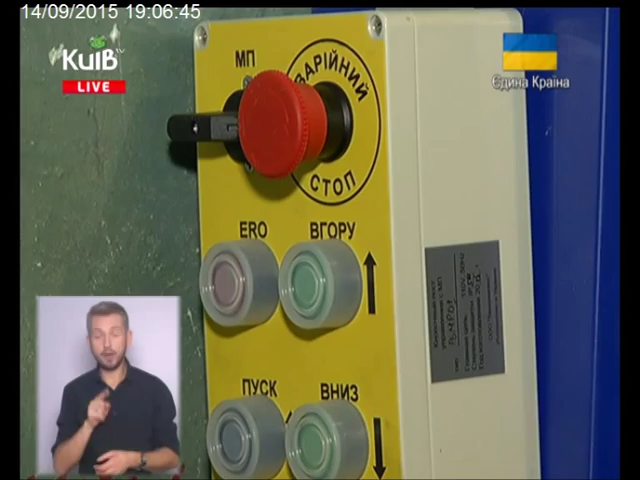 14/09/2015 19:06:45
КиїВ
LIVE
Єдина Країна
МП
АВАРІЙНИЙ
СТОП
ERO
ВГОРУ
ПУСК
ВНИЗ